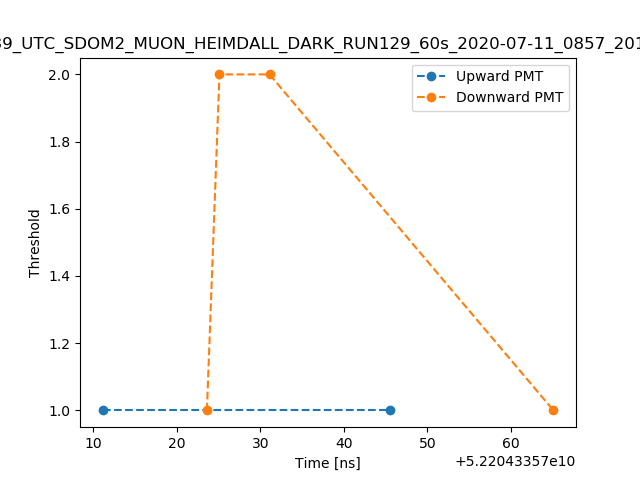 39_UTC_SDOM2_MUON_HEIMDALL_DARK_RUN129_60s_2020-07-11_0857_201
Upward PMT
Downward PMT
Threshold
2.0
1.8
1.6
1.4
1.2
1.0
10 20 30 40 50 60
Time [ns]
+5.22043357e10